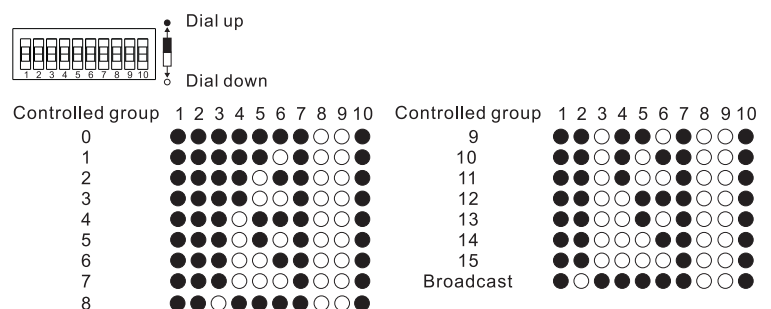 Dial up
1 2 3 4 5 6 7 8 9 10
Dial down
Controlled group 1 2 3 4 5 6 7 8 9 10
0
1
2
3
4
5
6
7
8
Controlled group 1 2 3 4 5 6 7 8 9 10
9
10
11
12
13
14
15
Broadcast